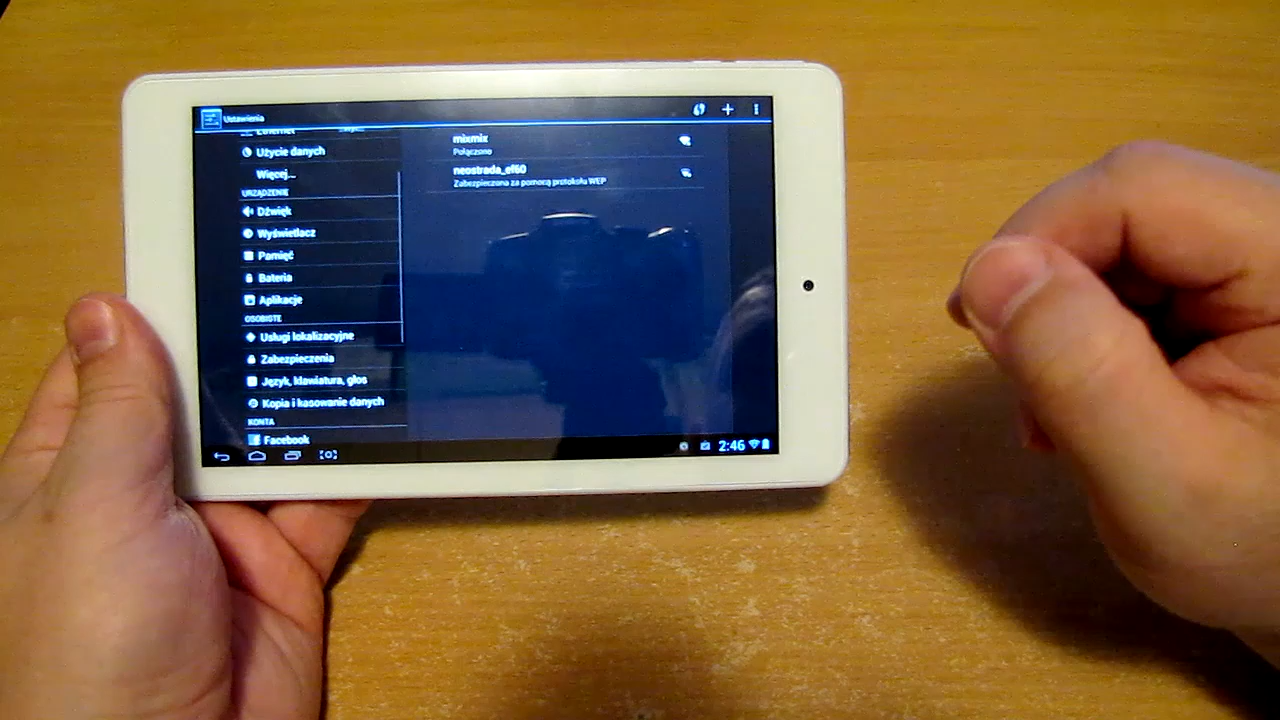 Ustawienia
Ethernet
Użycie danych
Więcej...
URZĄDZENIE
Dźwięk
Wyświetlacz
Pamięć
Bateria
Aplikacje
OSOBISTE
Usługi lokalizacyjne
Zabezpieczenia
Język, klawiatura, głos
Kopia i kasowanie danych
KONTA
Facebook
mixmix
Połączono
neostrada_ef60
Zabezpieczona za pomocą protokołu WEP
2:46